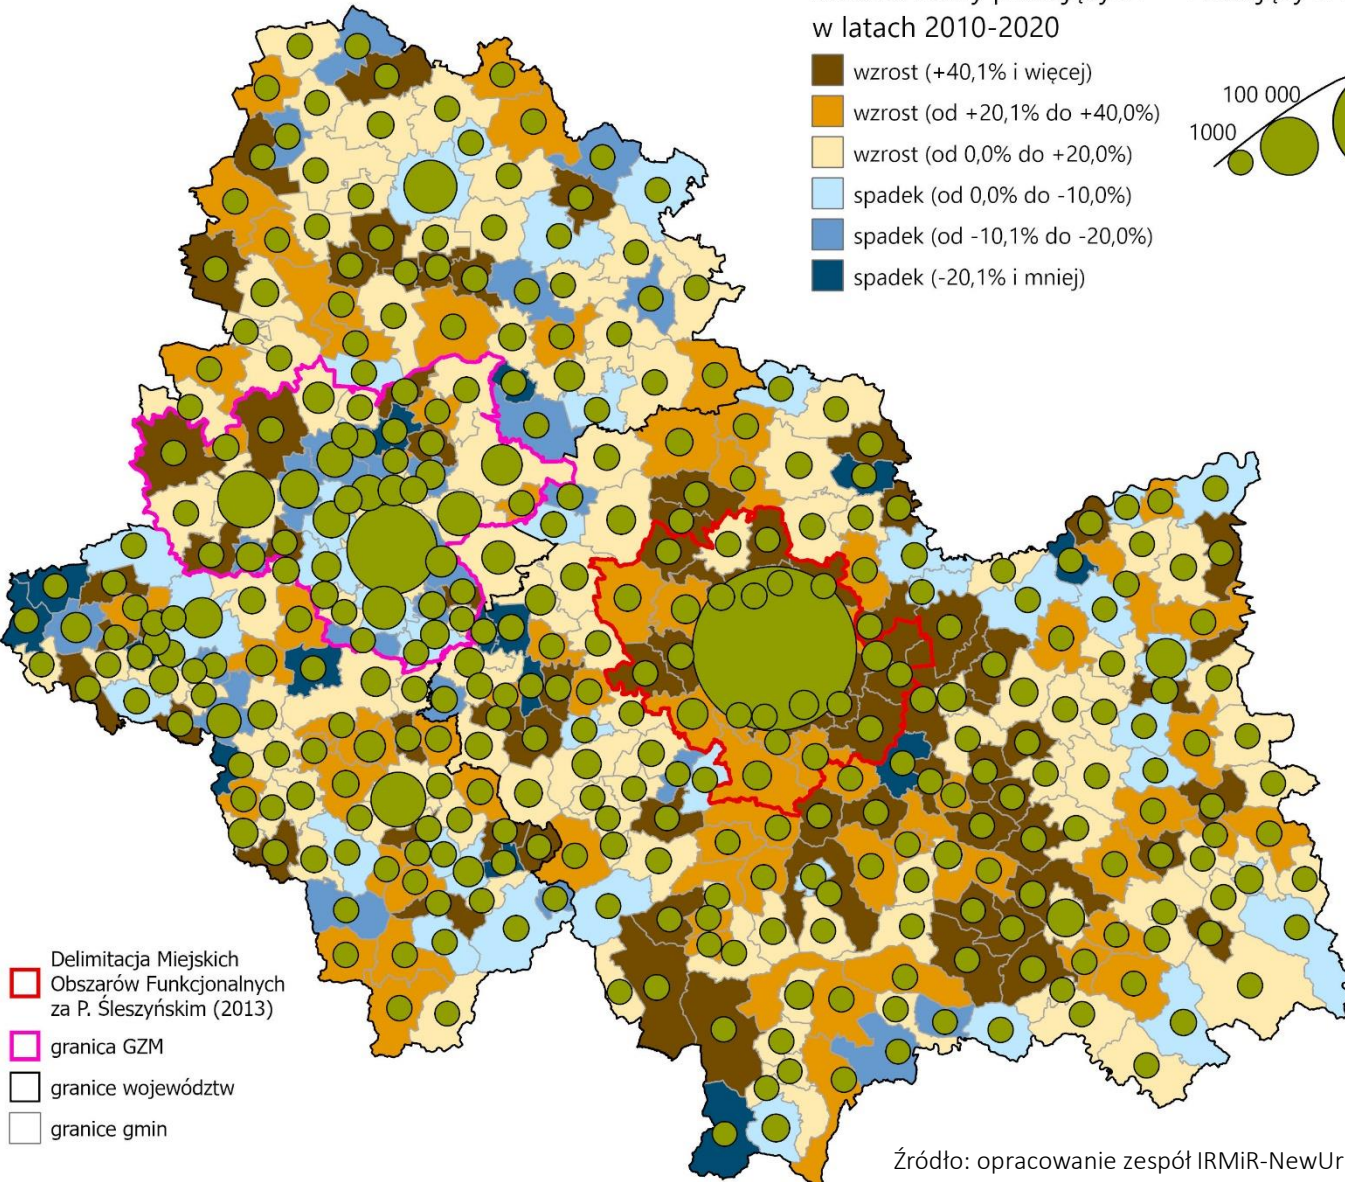 w latach 2010-2020
wzrost (+40,1% i więcej)
wzrost (od +20,1% do +40,0%)
wzrost (od 0,0% do +20,0%)
spadek (od 0,0% do -10,0%)
spadek (od -10,1% do -20,0%)
spadek (-20,1% i mniej)
100 000
1000
Delimitacja Miejskich
Obszarów Funkcjonalnych
za P. Śleszyńskim (2013)
granica GZM
granice województw
granice gmin
Źródło: opracowanie zespół IRMiR-NewUr